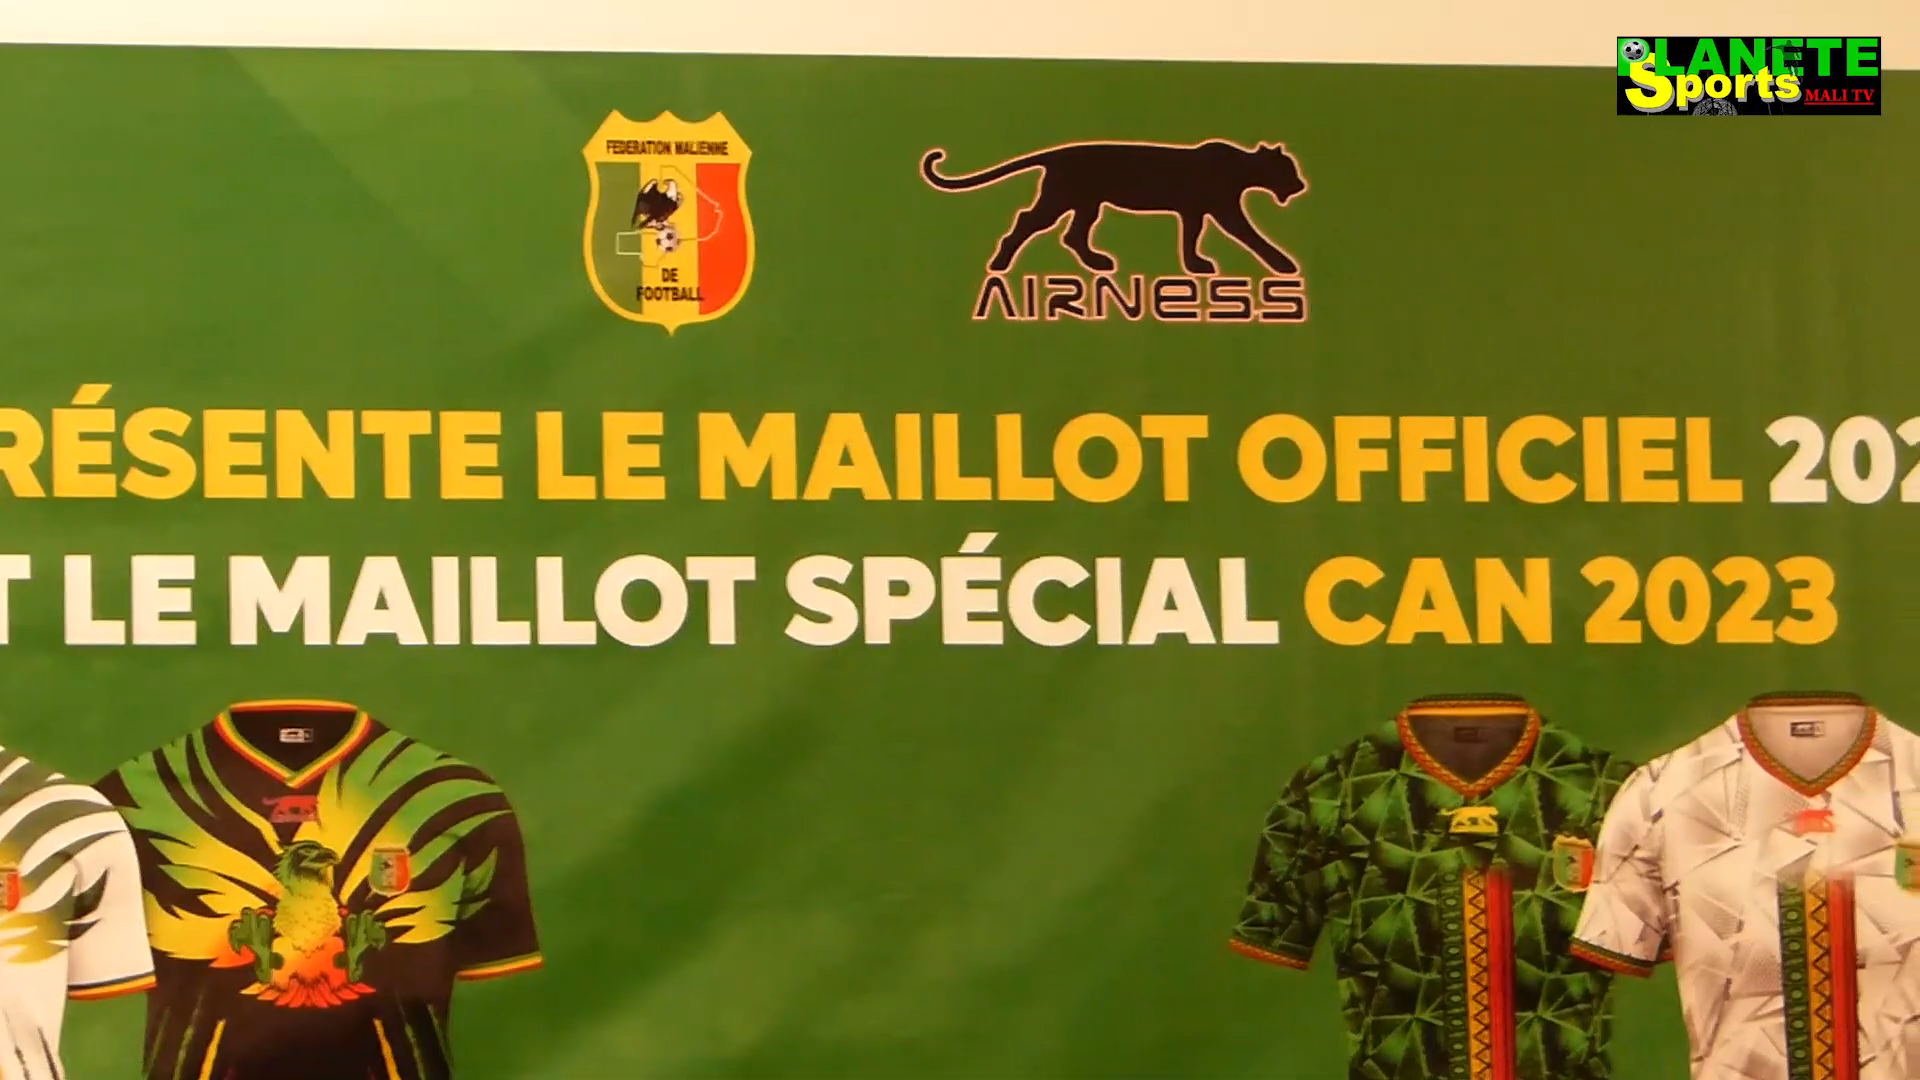 PLANETE
Sports
MALI TV
FEDERATION MALIENNE
DE
FOOTBALL
AIRNESS
RÉSENTE LE MAILLOT OFFICIEL 202
T LE MAILLOT SPÉCIAL CAN 2023